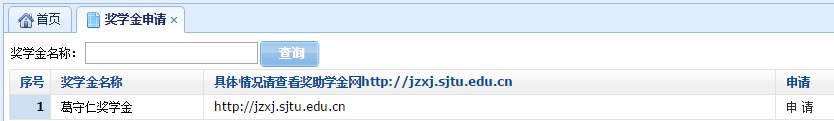 首页 奖学金申请 ×
奖学金名称: 查询
序号 奖学金名称 具体情况请查看奖助学金网http://jzxj.sjtu.edu.cn 申请
1 葛守仁奖学金 http://jzxj.sjtu.edu.cn 申 请